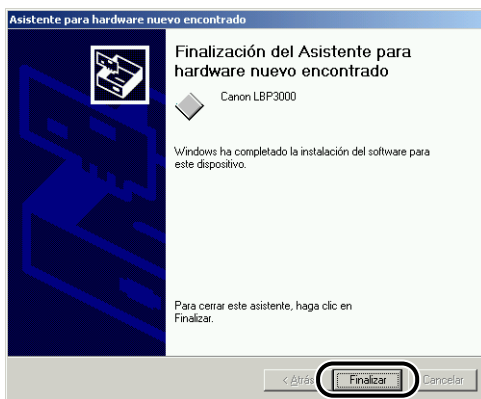 Asistente para hardware nuevo encontrado
Finalización del Asistente para
hardware nuevo encontrado
Canon LBP3000
Windows ha completado la instalación del software para
este dispositivo.
Para cerrar este asistente, haga clic en
Finalizar.
< Atrás
Finalizar
Cancelar